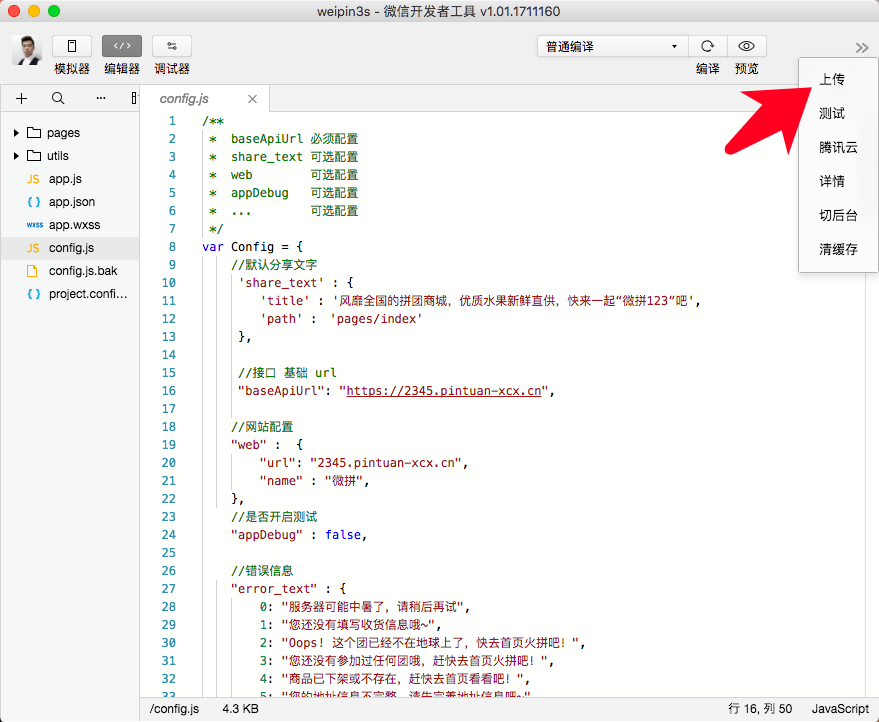 weipin3s - 微信开发者工具 v1.01.1711160
模拟器 编辑器 调试器
普通编译
编译 预览
上传
测试
腾讯云
详情
切后台
清缓存
pages
utils
JS app.js
{ } app.json
wxss app.wxss
JS config.js
config.js.bak
{ } project.confi...
config.js
1 /**
2 * baseApiUrl 必须配置
3 * share_text 可选配置
4 * web 可选配置
5 * appDebug 可选配置
6 * ... 可选配置
7 */
8 var Config = {
9 //默认分享文字
10 'share_text' : {
11 'title' : '风靡全国的拼团商城，优质水果新鲜直供，快来一起“微拼123”吧',
12 'path' : 'pages/index'
13 },
14
15 //接口 基础 url
16 "baseApiUrl": "https://2345.pintuan-xcx.cn",
17
18 //网站配置
19 "web" : {
20 "url": "2345.pintuan-xcx.cn",
21 "name" : "微拼",
22 },
23 //是否开启测试
24 "appDebug" : false,
25
26 //错误信息
27 "error_text" : {
28 0: "服务器可能中暑了，请稍后再试",
29 1: "您还没有填写收货信息哦~",
30 2: "Oops! 这个团已经不在地球上了，快去首页火拼吧！",
31 3: "您还没有参加过任何团哦，赶快去首页火拼吧！",
32 4: "商品已下架或不存在，赶快去首页看看吧！",
33 5: "您的地址信息不完整，请先完善地址信息吧~"
/config.js 4.3 KB 行 16, 列 50 JavaScript